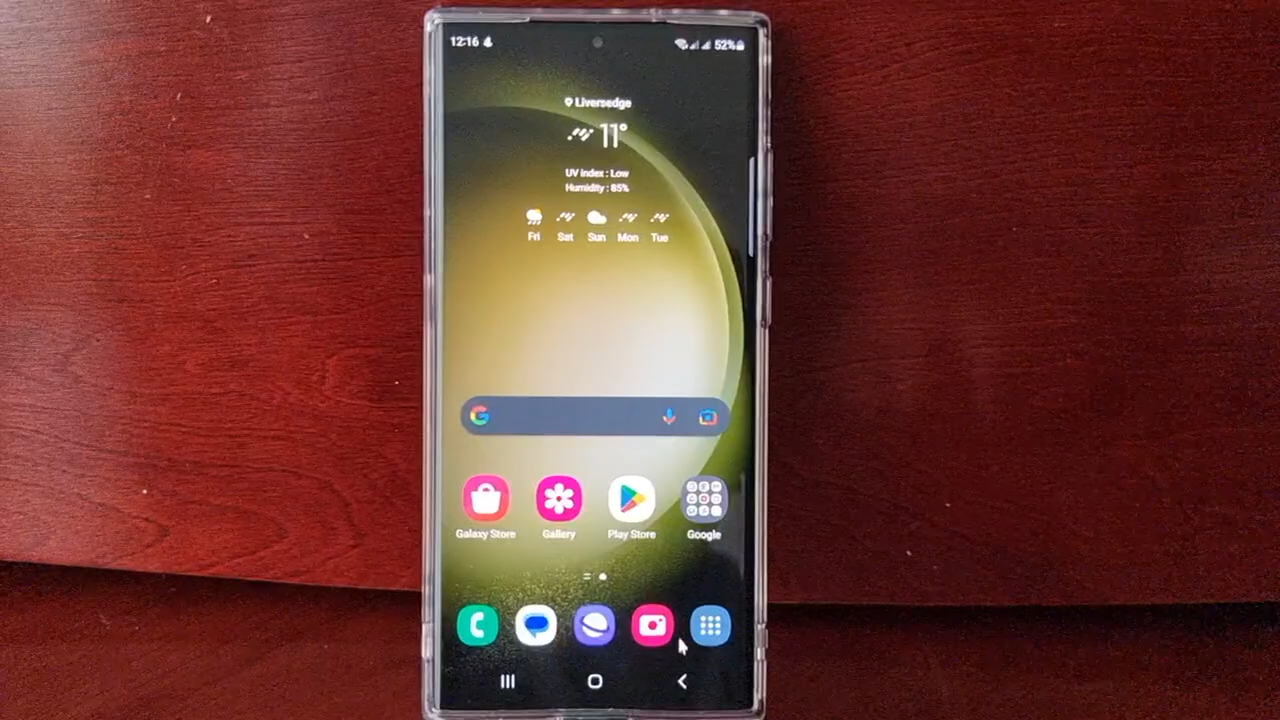 12:16
52%
Liversedge
11°
UV index : Low
Humidity : 85%
Fri Sat Sun Mon Tue
G
Galaxy Store Gallery Play Store Google